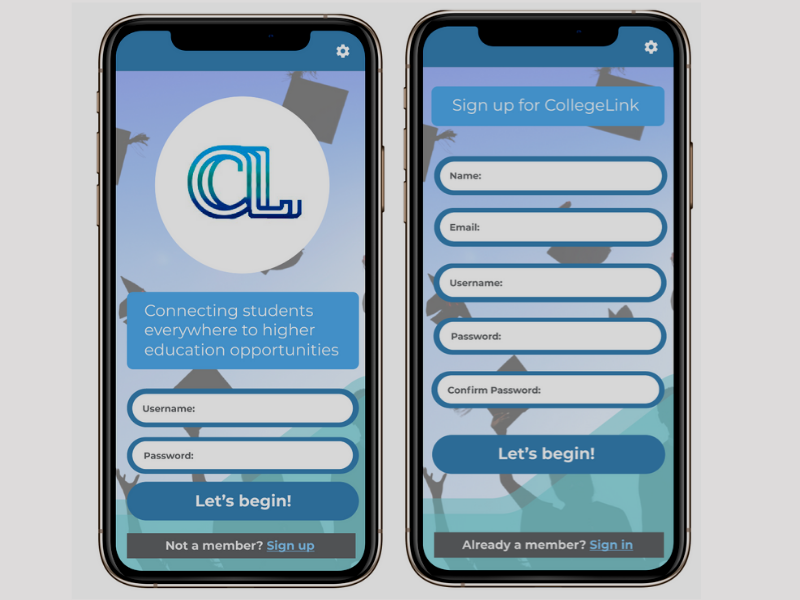 CL
Connecting students
everywhere to higher
education opportunities
Username:
Password:
Let's begin!
Not a member? Sign up
Sign up for CollegeLink
Name:
Email:
Username:
Password:
Confirm Password:
Let's begin!
Already a member? Sign in